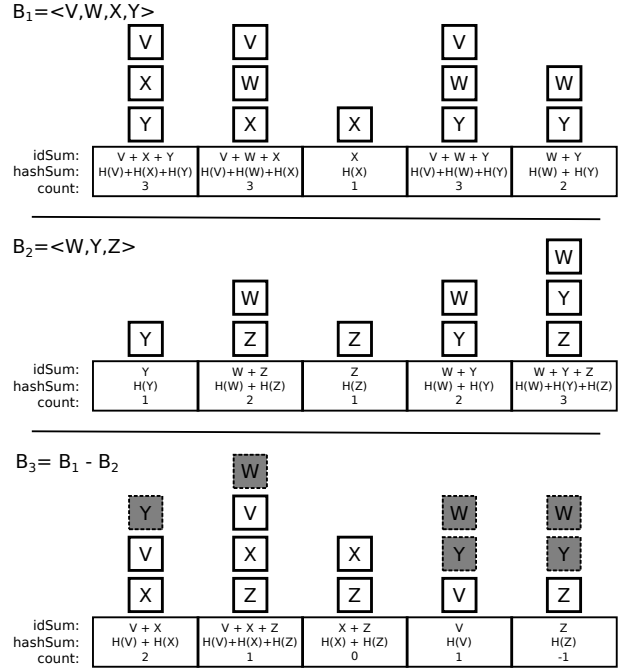 B1=<V,W,X,Y>
V V V
X W W W
Y X X Y Y
idSum: V + X + Y V + W + X X V + W + Y W + Y
hashSum: H(V)+H(X)+H(Y) H(V)+H(W)+H(X) H(X) H(V)+H(W)+H(Y) H(W) + H(Y)
count: 3 3 1 3 2
B2=<W,Y,Z>
W
W W Y
Y Z Z Y Z
idSum: Y W + Z Z W + Y W + Y + Z
hashSum: H(Y) H(W) + H(Z) H(Z) H(W) + H(Y) H(W)+H(Y)+H(Z)
count: 1 2 1 2 3
B3= B1 - B2
W
Y V W W
V X X Y Y
X Z Z V Z
idSum: V + X V + X + Z X + Z V Z
hashSum: H(V) + H(X) H(V)+H(X)+H(Z) H(X) + H(Z) H(V) H(Z)
count: 2 1 0 1 -1